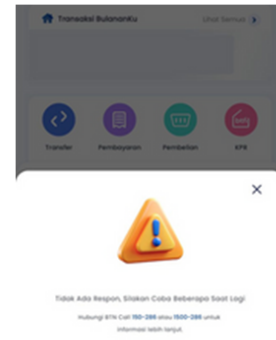 Transaksi BulananKu
Lihat Semua
Transfer Pembayaran Pembelian KPR
Tidak Ada Respon, Silakan Coba Beberapa Saat Lagi
Hubungi BTN Call 150-286 atau 1500-286 untuk
informasi lebih lanjut.